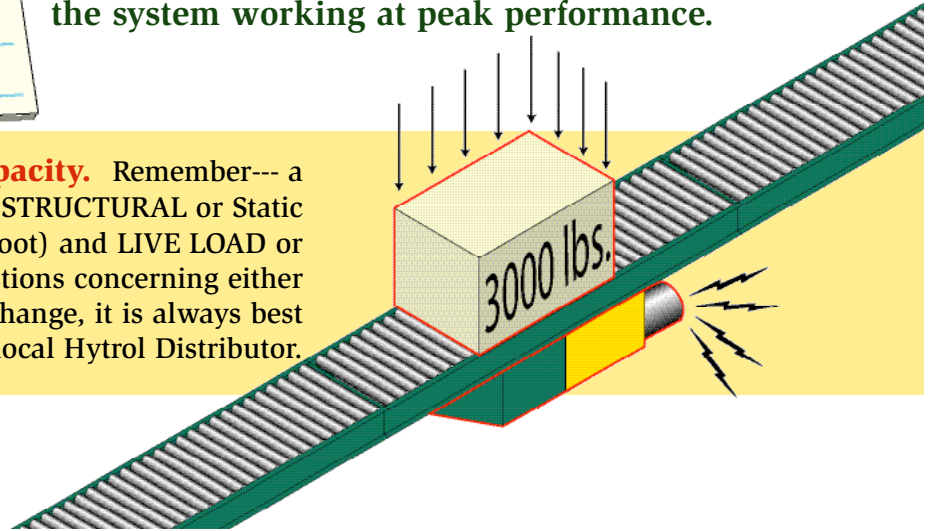 the system working at peak performance.
pacity. Remember--- a
STRUCTURAL or Static
oot) and LIVE LOAD or
tions concerning either
hange, it is always best
local Hytrol Distributor.
3000 lbs.